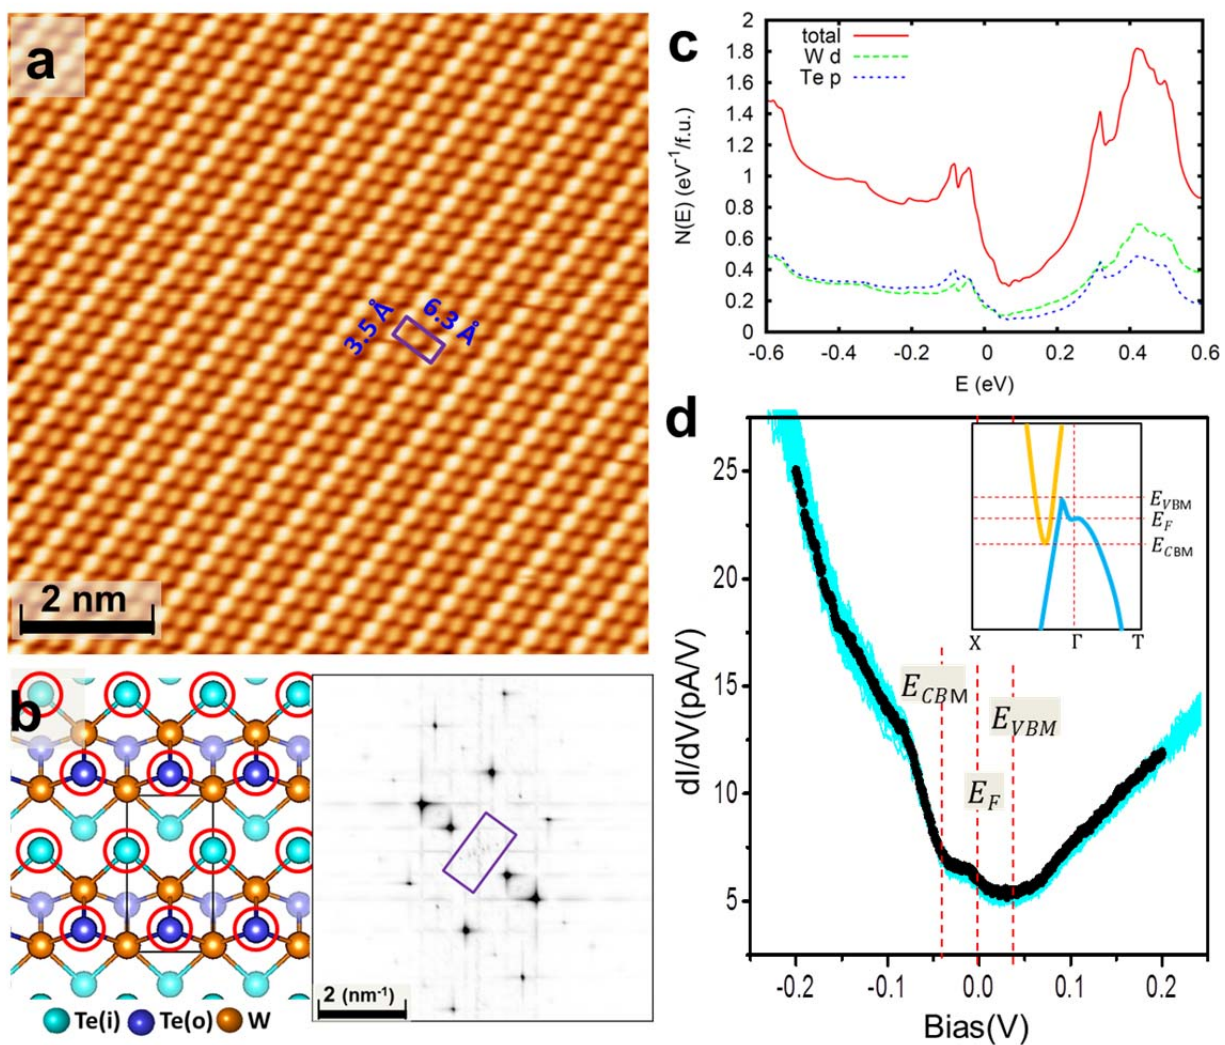 a
3.5 Å
6.3 Å
2 nm
b
Te(i) Te(o) W
2 (nm⁻¹)
c
total
W d
Te p
N(E) (eV⁻¹/f.u.)
2
1.8
1.6
1.4
1.2
1
0.8
0.6
0.4
0.2
0
-0.6 -0.4 -0.2 0 0.2 0.4 0.6
E (eV)
d
dI/dV(pA/V)
25
20
15
10
5
E_VBM
E_F
E_CBM
X Γ T
E_CBM
E_VBM
E_F
-0.2 -0.1 0.0 0.1 0.2
Bias(V)